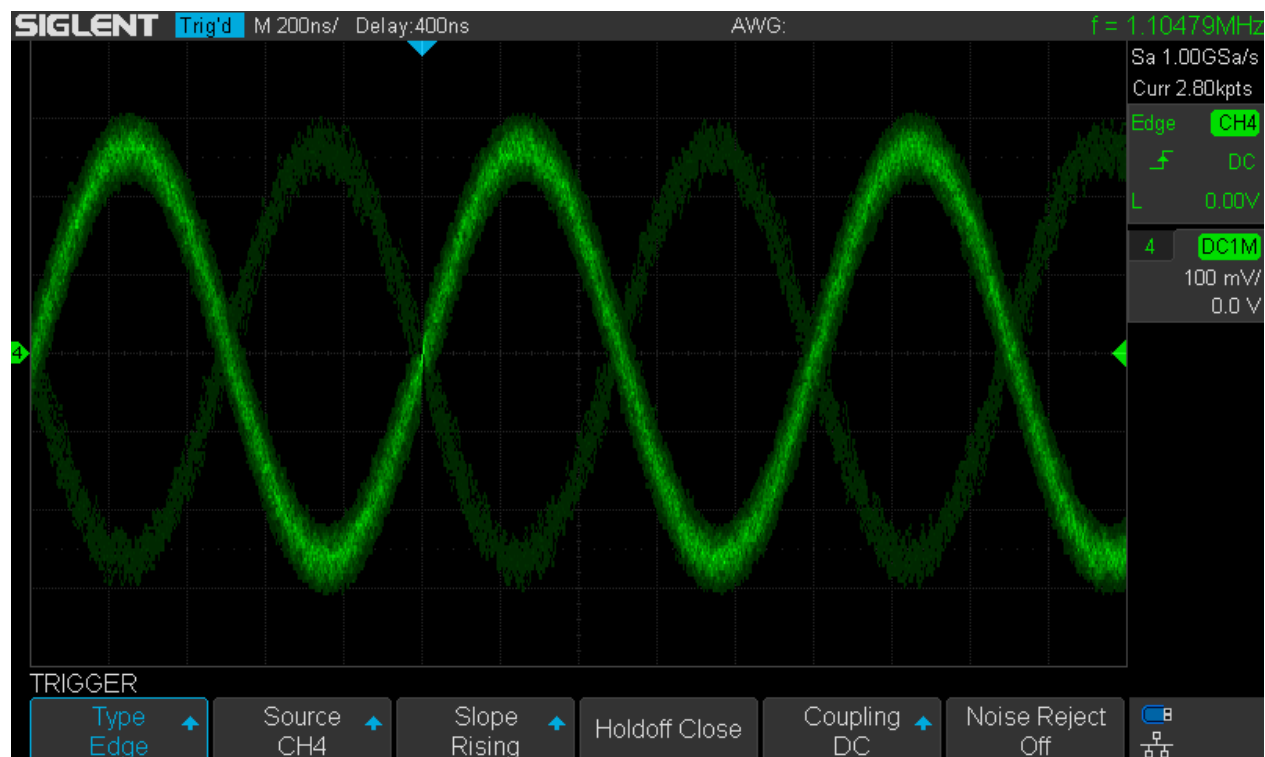 SIGLENT Trig'd M 200ns/ Delay:400ns AWG: f = 1.10479MHz
Sa 1.00GSa/s
Curr 2.80kpts
Edge CH4
DC
L 0.00V
4 DC1M
100 mV/
0.0 V
4
TRIGGER
Type Source Slope Holdoff Close Coupling Noise Reject
Edge CH4 Rising DC Off